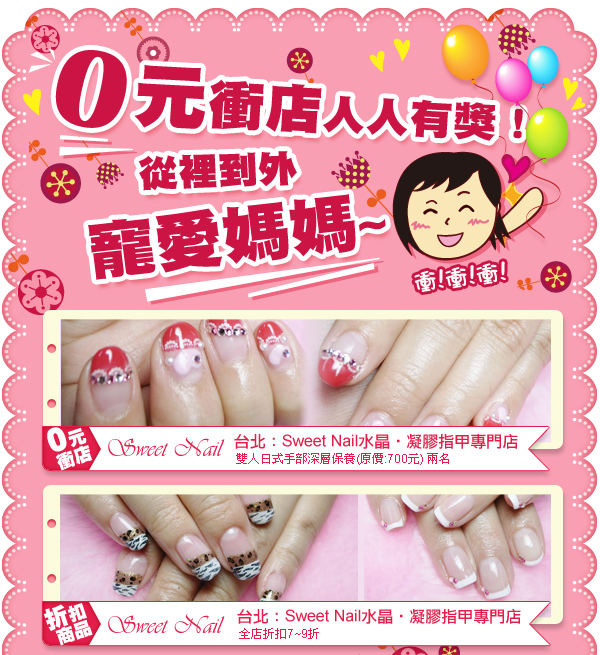 0元衝店人人有獎！
從裡到外
寵愛媽媽~
衝!衝!衝!
0元
衝店
Sweet Nail
台北：Sweet Nail水晶・凝膠指甲專門店
雙人日式手部深層保養(原價:700元) 兩名
折扣
商品
Sweet Nail
台北：Sweet Nail水晶・凝膠指甲專門店
全店折扣7~9折